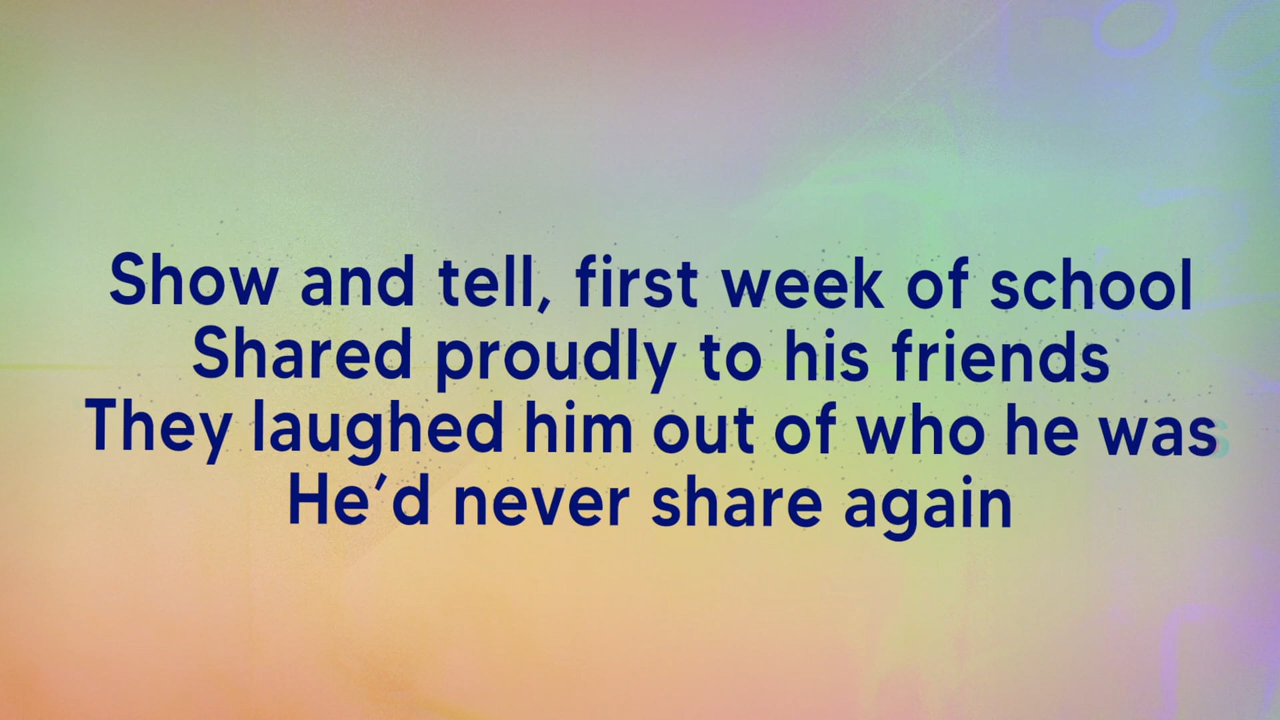 Show and tell, first week of school
Shared proudly to his friends
They laughed him out of who he was
He’d never share again